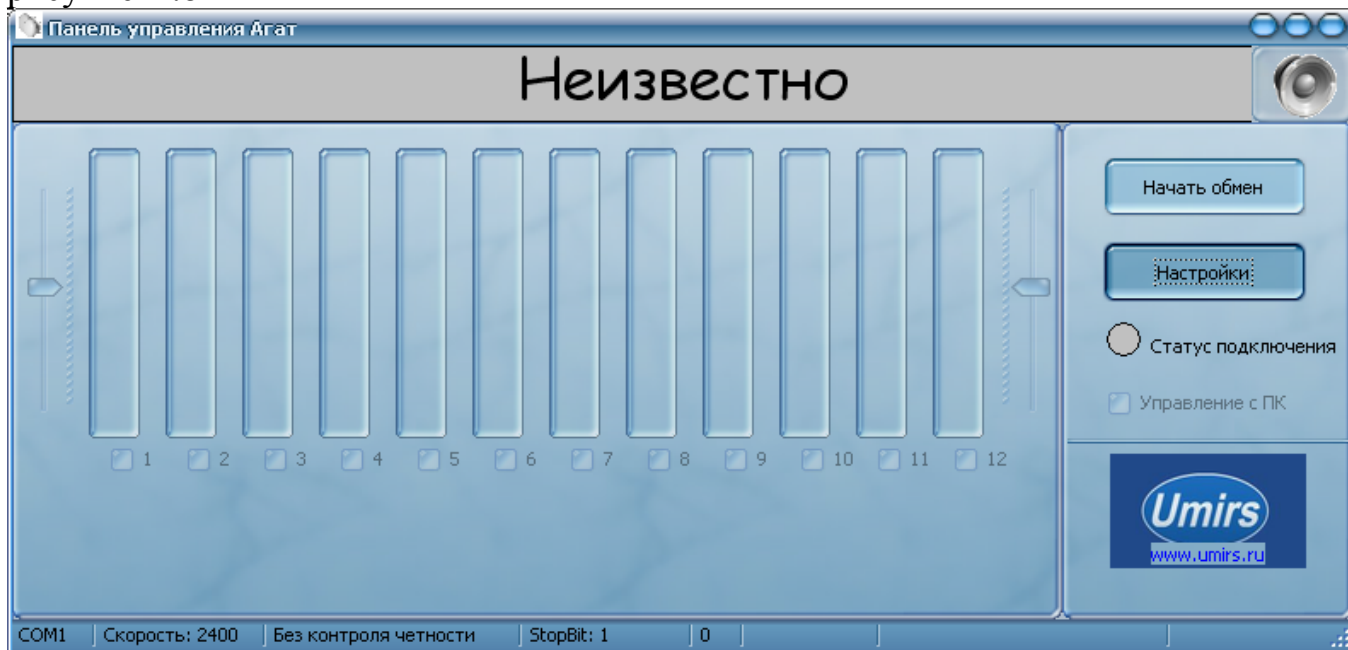 Панель управления Агат
Неизвестно
Начать обмен
Настройки
Статус подключения
Управление с ПК
1 2 3 4 5 6 7 8 9 10 11 12
Umirs
www.umirs.ru
COM1 Скорость: 2400 Без контроля четности StopBit: 1 0